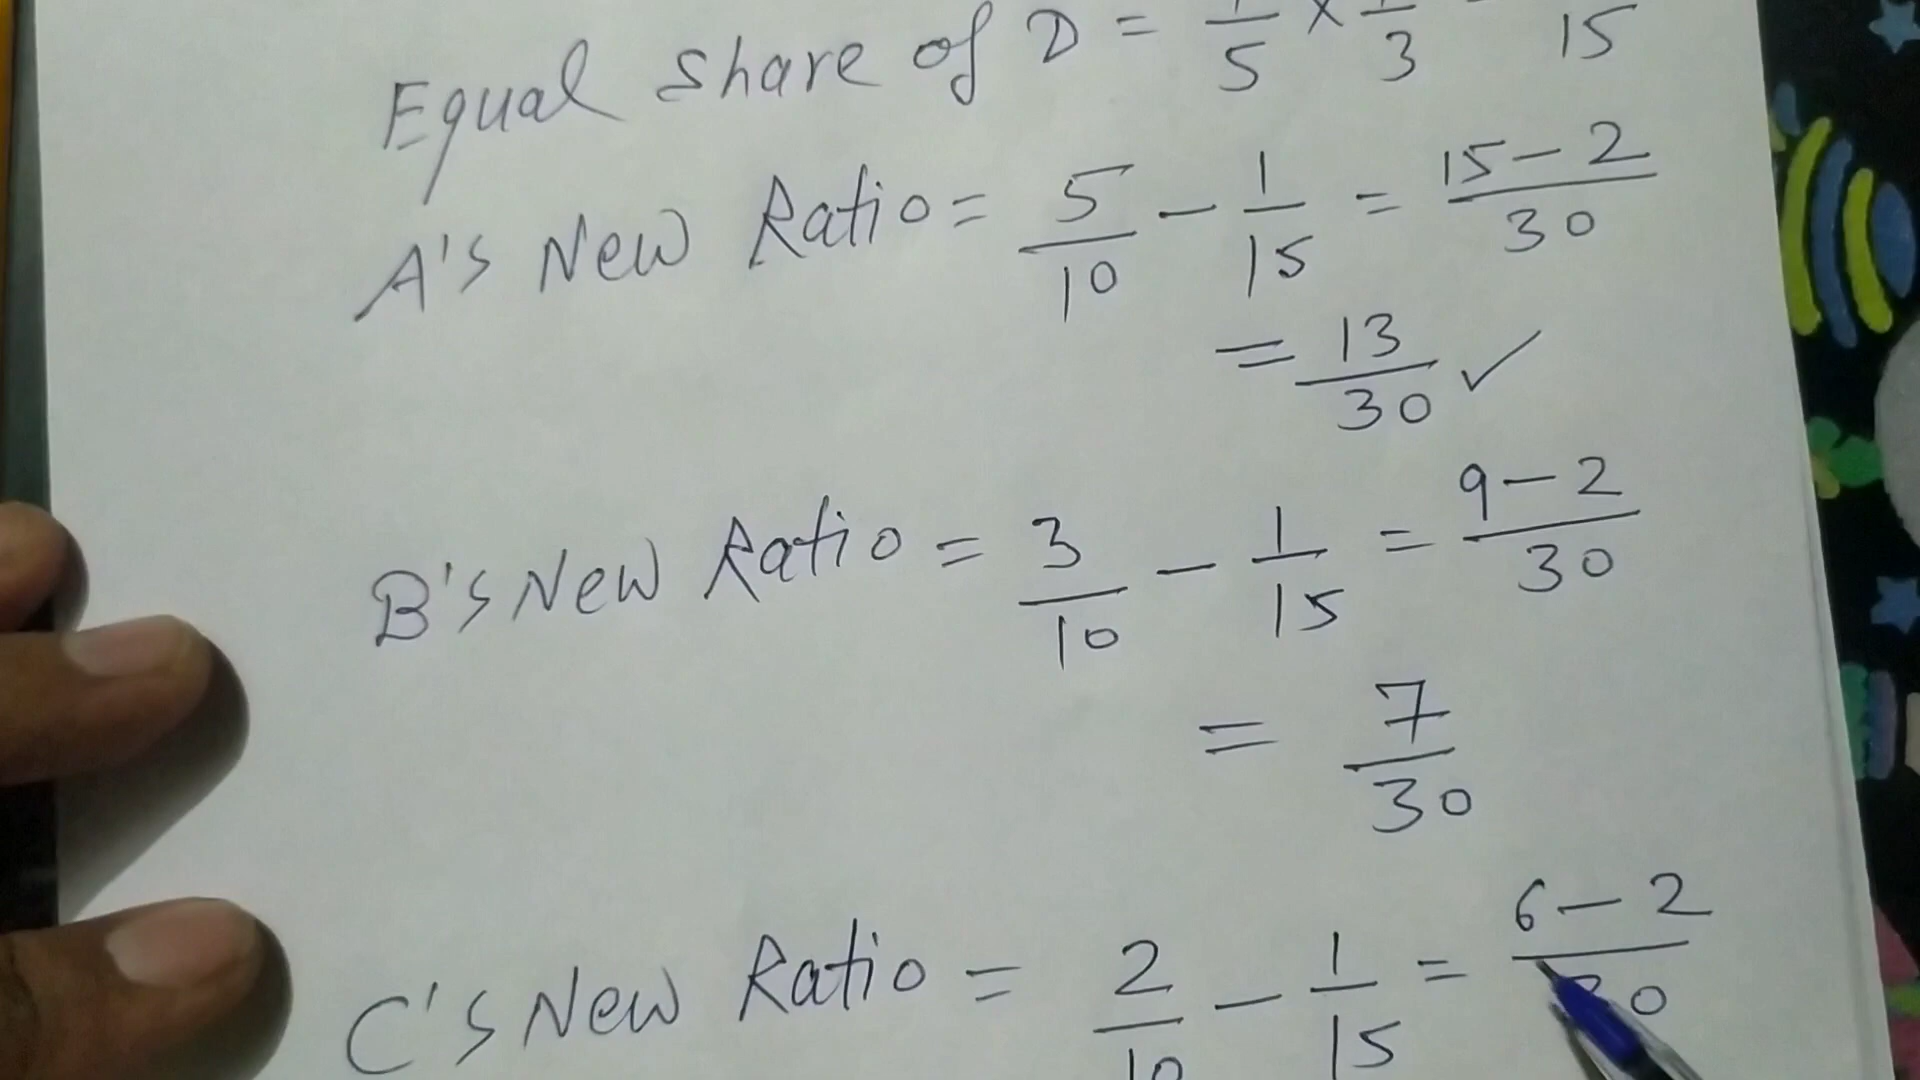 Equal Share of D = 1/5 × 1/3 = 1/15
A's New Ratio = 5/10 - 1/15 = 15-2/30
= 13/30 ✓
B's New Ratio = 3/10 - 1/15 = 9-2/30
= 7/30
C's New Ratio = 2/10 - 1/15 = 6-2/30